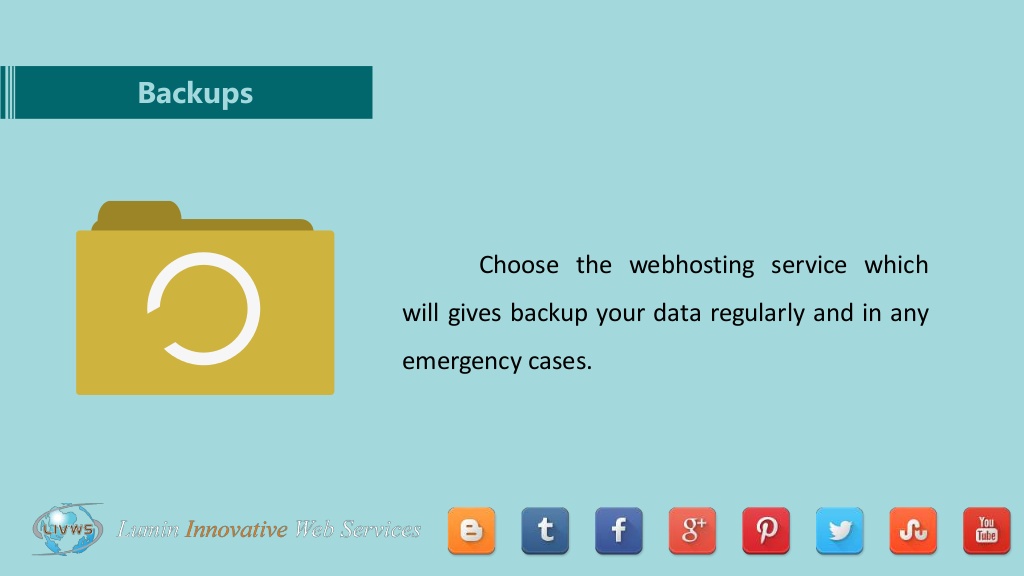 Backups
Choose the webhosting service which
will gives backup your data regularly and in any
emergency cases.
LIVWS
Lumin Innovative Web Services
t
f
g+
You
Tube